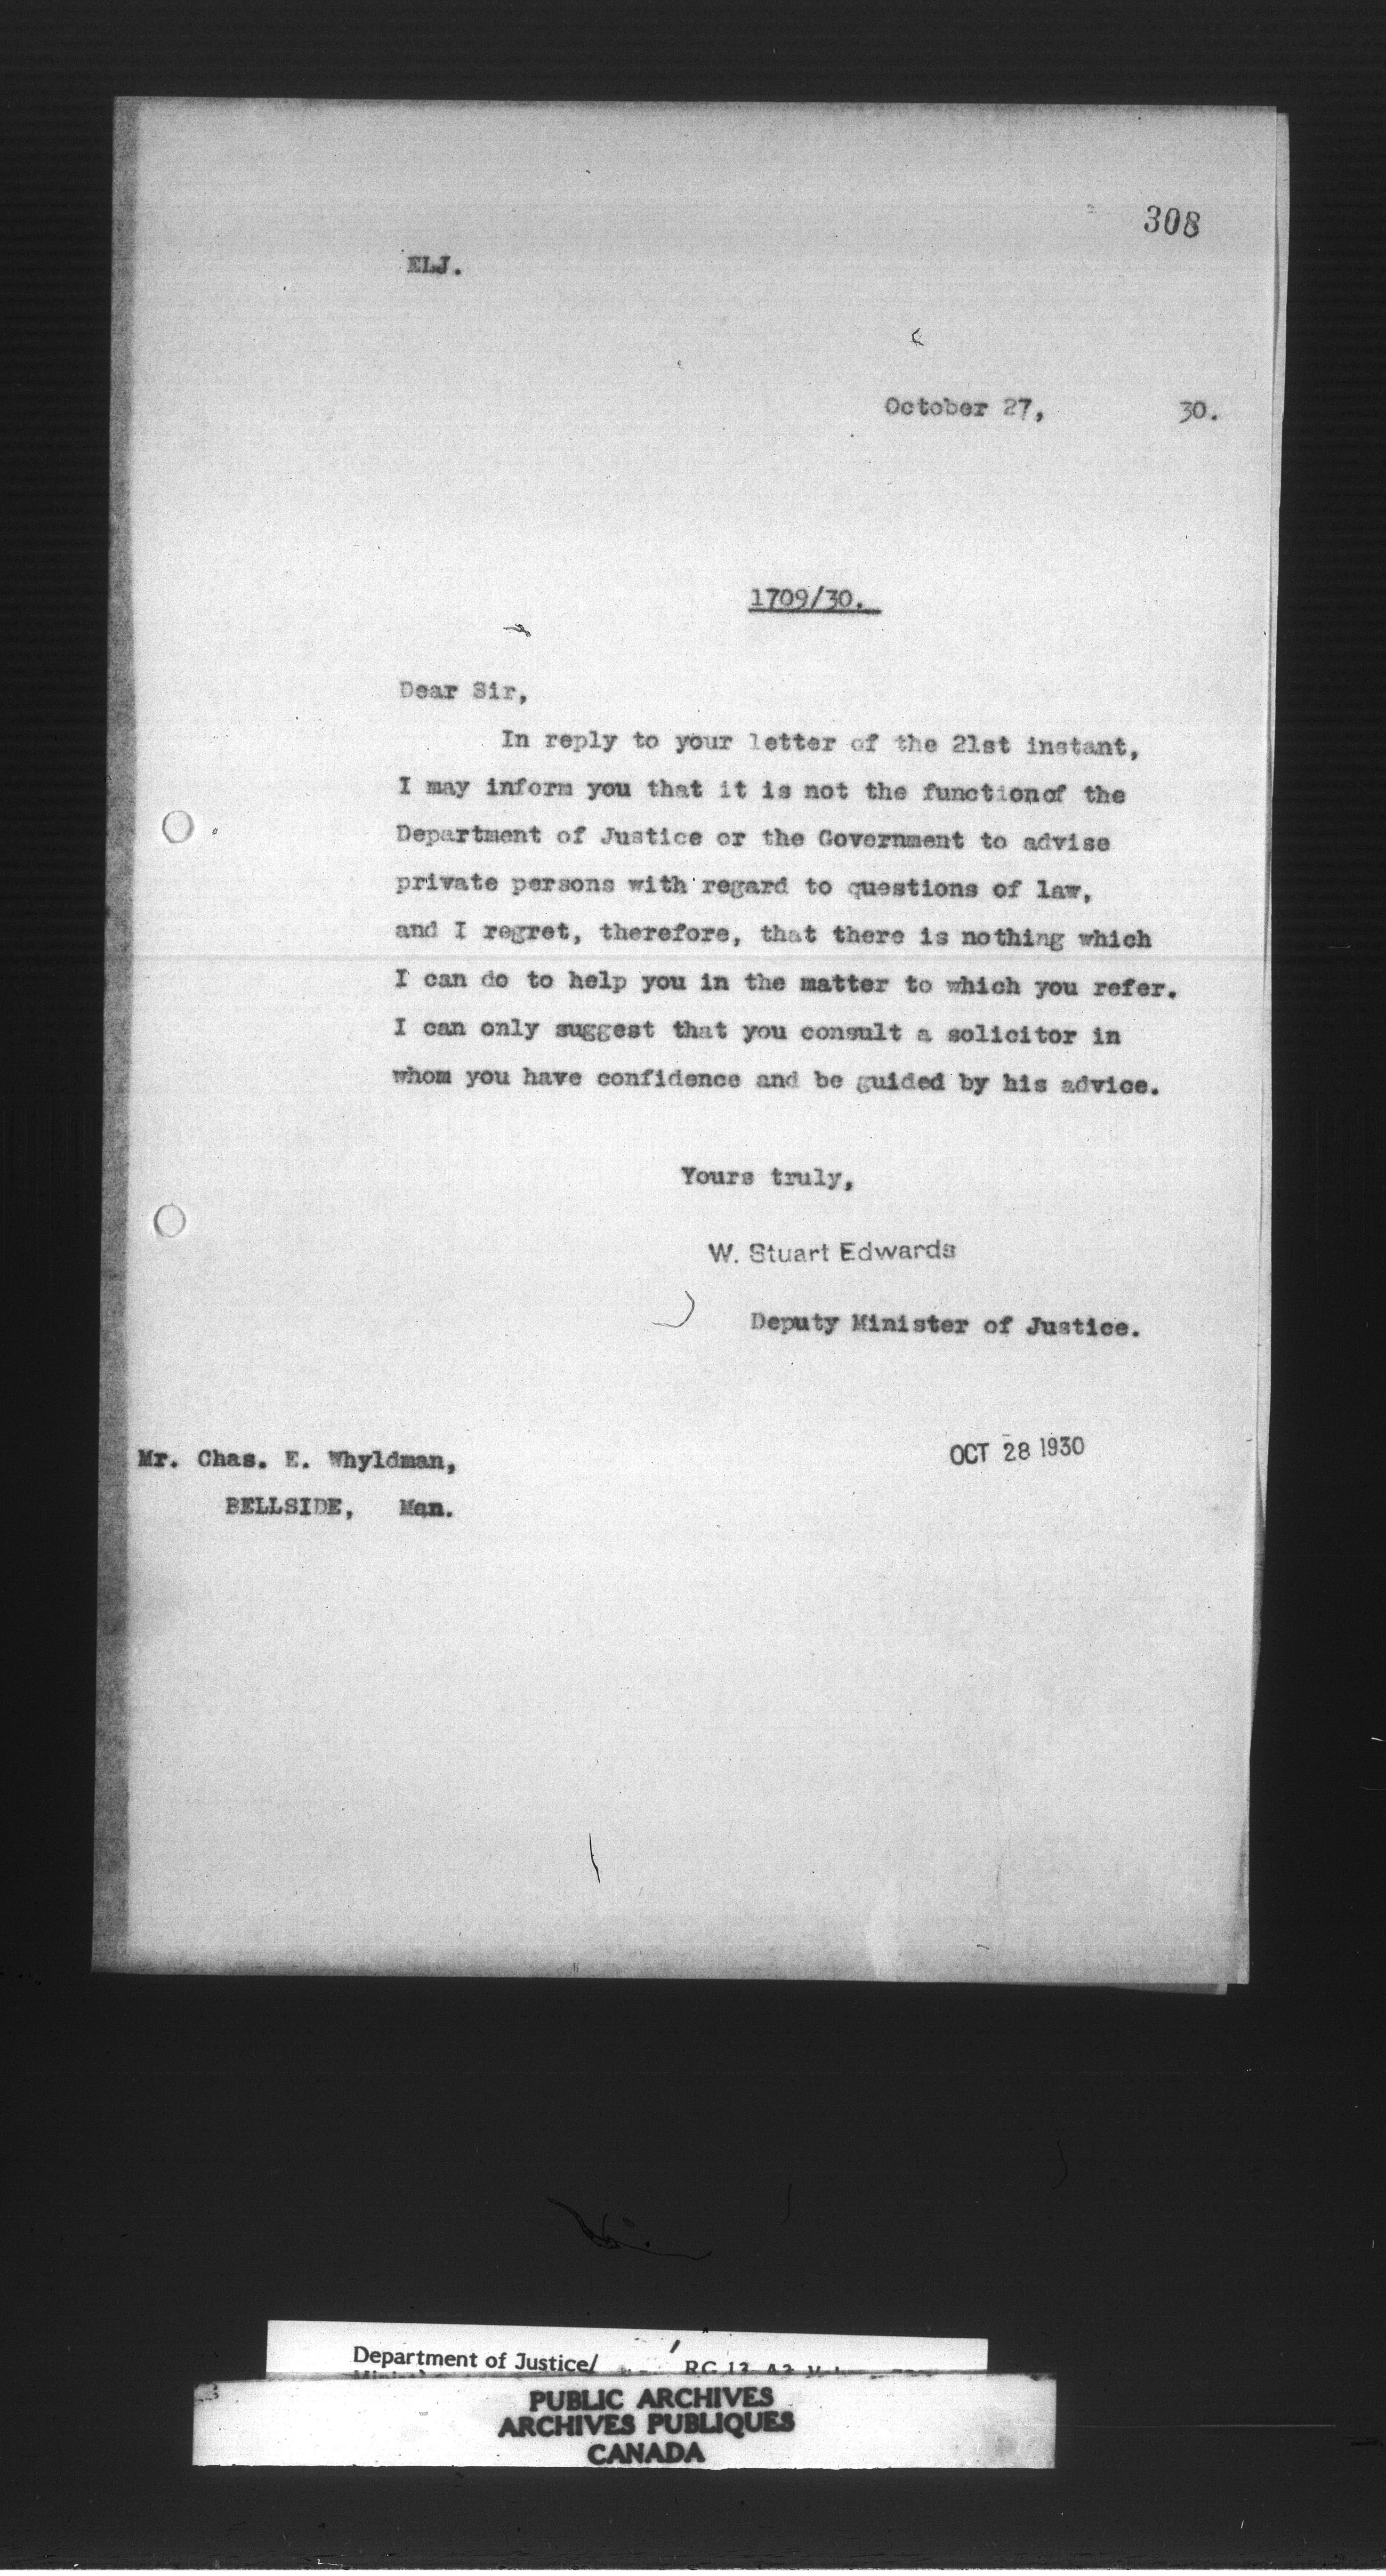 308
ELJ.
October 27, 30.
1709/30.
Dear Sir,
In reply to your letter of the 21st instant,
I may inform you that it is not the functionof the
Department of Justice or the Government to advise
private persons with regard to questions of law,
and I regret, therefore, that there is nothing which
I can do to help you in the matter to which you refer.
I can only suggest that you consult a solicitor in
whom you have confidence and be guided by his advice.
Yours truly,
W. Stuart Edwards
Deputy Minister of Justice.
OCT 28 1930
Mr. Chas. E. Whyldman,
BELLSIDE, Man.
Department of Justice/ RG 13 A2
PUBLIC ARCHIVES
ARCHIVES PUBLIQUES
CANADA